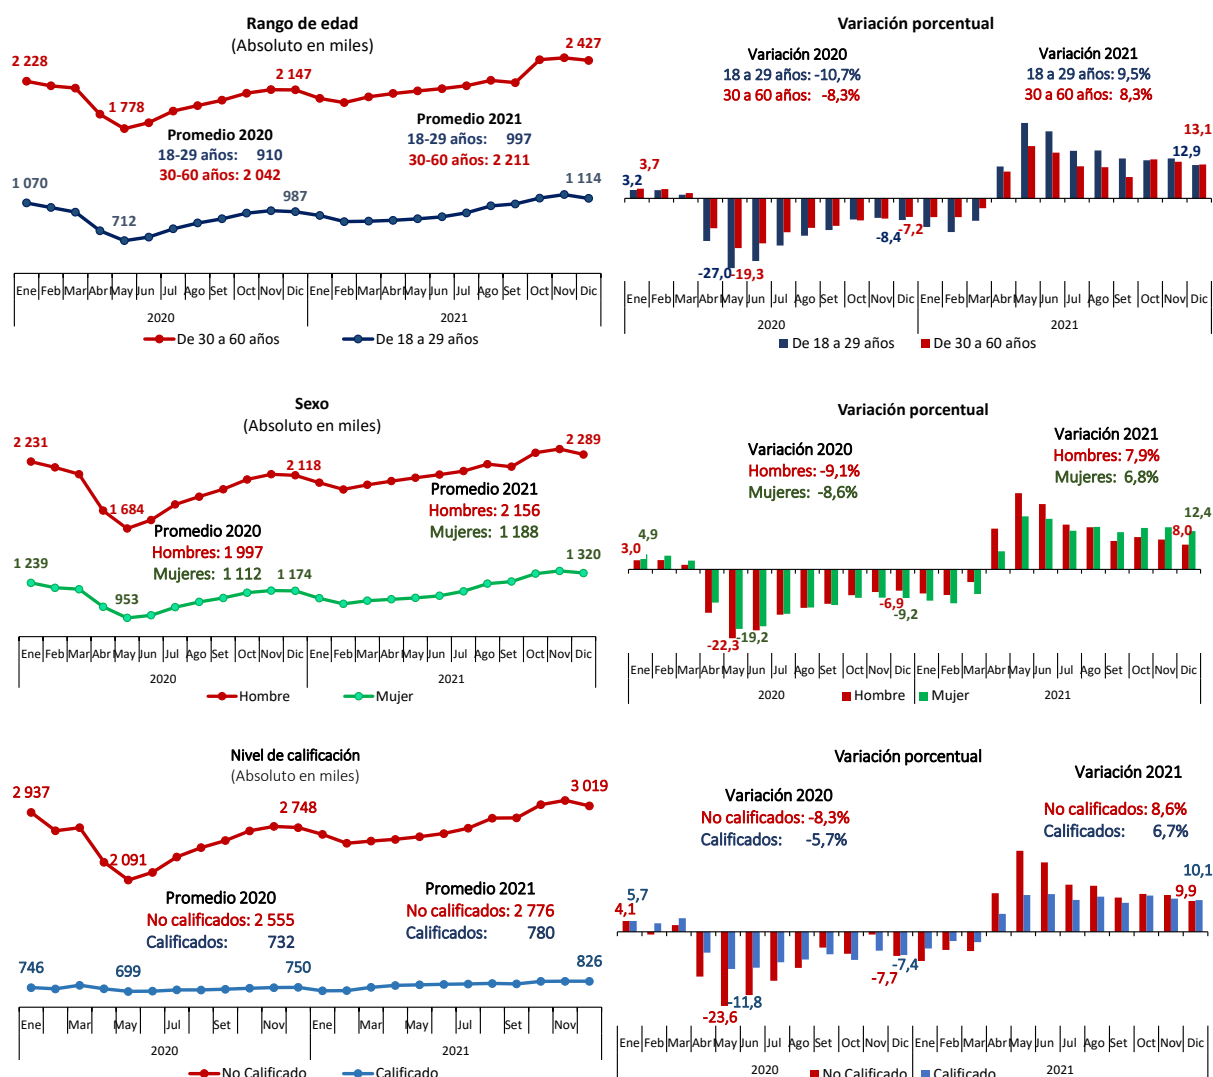 Rango de edad
(Absoluto en miles)
2 228
1 778
2 147
2 427
Promedio 2020
18-29 años: 910
30-60 años: 2 042
Promedio 2021
18-29 años: 997
30-60 años: 2 211
1 070
712
987
1 114
Ene Feb Mar Abr May Jun Jul Ago Set Oct Nov Dic Ene Feb Mar Abr May Jun Jul Ago Set Oct Nov Dic
2020 2021
De 30 a 60 años De 18 a 29 años
Variación porcentual
Variación 2020
18 a 29 años: -10,7%
30 a 60 años: -8,3%
Variación 2021
18 a 29 años: 9,5%
30 a 60 años: 8,3%
3,2
3,7
-27,0
-19,3
-8,4
-7,2
12,9
13,1
Ene Feb Mar Abr May Jun Jul Ago Set Oct Nov Dic Ene Feb Mar Abr May Jun Jul Ago Set Oct Nov Dic
2020 2021
De 18 a 29 años De 30 a 60 años
Sexo
(Absoluto en miles)
2 231
1 684
2 118
2 289
Promedio 2020
Hombres: 1 997
Mujeres: 1 112
Promedio 2021
Hombres: 2 156
Mujeres: 1 188
1 239
953
1 174
1 320
Ene Feb Mar Abr May Jun Jul Ago Set Oct Nov Dic Ene Feb Mar Abr May Jun Jul Ago Set Oct Nov Dic
2020 2021
Hombre Mujer
Variación porcentual
Variación 2020
Hombres: -9,1%
Mujeres: -8,6%
Variación 2021
Hombres: 7,9%
Mujeres: 6,8%
3,0
4,9
-22,3
-19,2
-6,9
-9,2
8,0
12,4
Ene Feb Mar Abr May Jun Jul Ago Set Oct Nov Dic Ene Feb Mar Abr May Jun Jul Ago Set Oct Nov Dic
2020 2021
Hombre Mujer
Nivel de calificación
(Absoluto en miles)
2 937
2 091
2 748
3 019
Promedio 2020
No calificados: 2 555
Calificados: 732
Promedio 2021
No calificados: 2 776
Calificados: 780
746
699
750
826
Ene Mar May Jul Set Nov Ene Mar May Jul Set Nov
2020 2021
No Calificado Calificado
Variación porcentual
Variación 2020
No calificados: -8,3%
Calificados: -5,7%
Variación 2021
No calificados: 8,6%
Calificados: 6,7%
4,1
5,7
-23,6
-11,8
-7,7
-7,4
9,9
10,1
Ene Feb Mar Abr May Jun Jul Ago Set Oct Nov Dic Ene Feb Mar Abr May Jun Jul Ago Set Oct Nov Dic
2020 2021
No Calificado Calificado